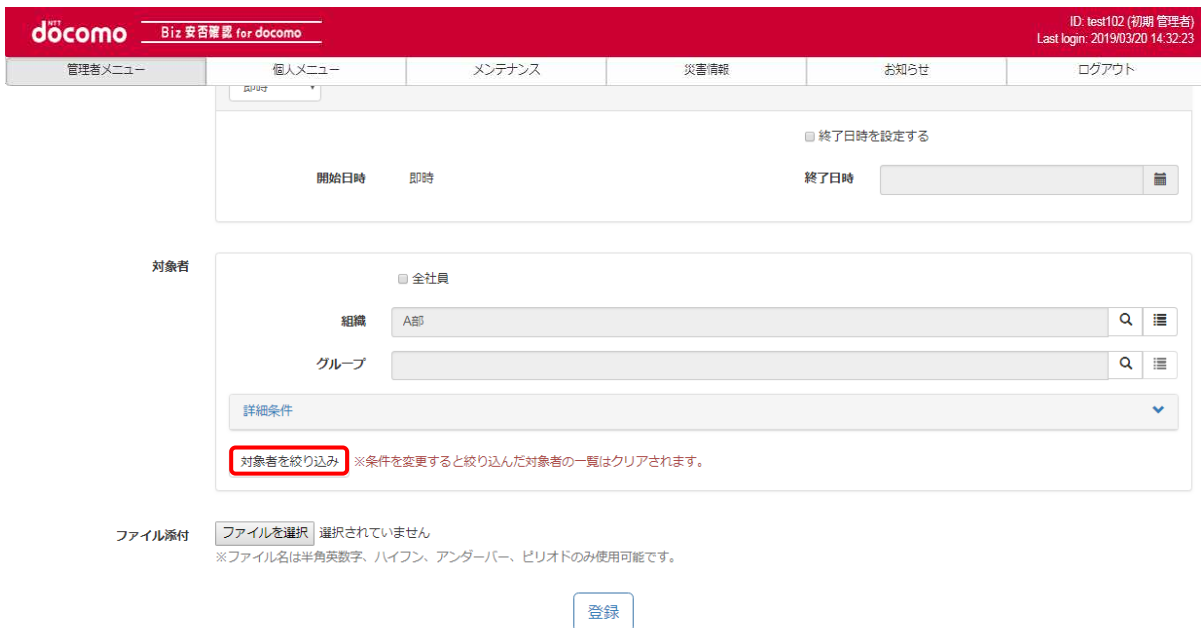 NTT
döcomo
Biz 安否確認 for docomo
ID: test102 (初期 管理者)
Last login: 2019/03/20 14:32:23
管理者メニュー
個人メニュー
メンテナンス
災害情報
お知らせ
ログアウト
即時
終了日時を設定する
開始日時
即時
終了日時
対象者
全社員
組織
A部
グループ
詳細条件
対象者を絞り込み
※条件を変更すると絞り込んだ対象者の一覧はクリアされます。
ファイル添付
ファイルを選択 選択されていません
※ファイル名は半角英数字、ハイフン、アンダーバー、ピリオドのみ使用可能です。
登録